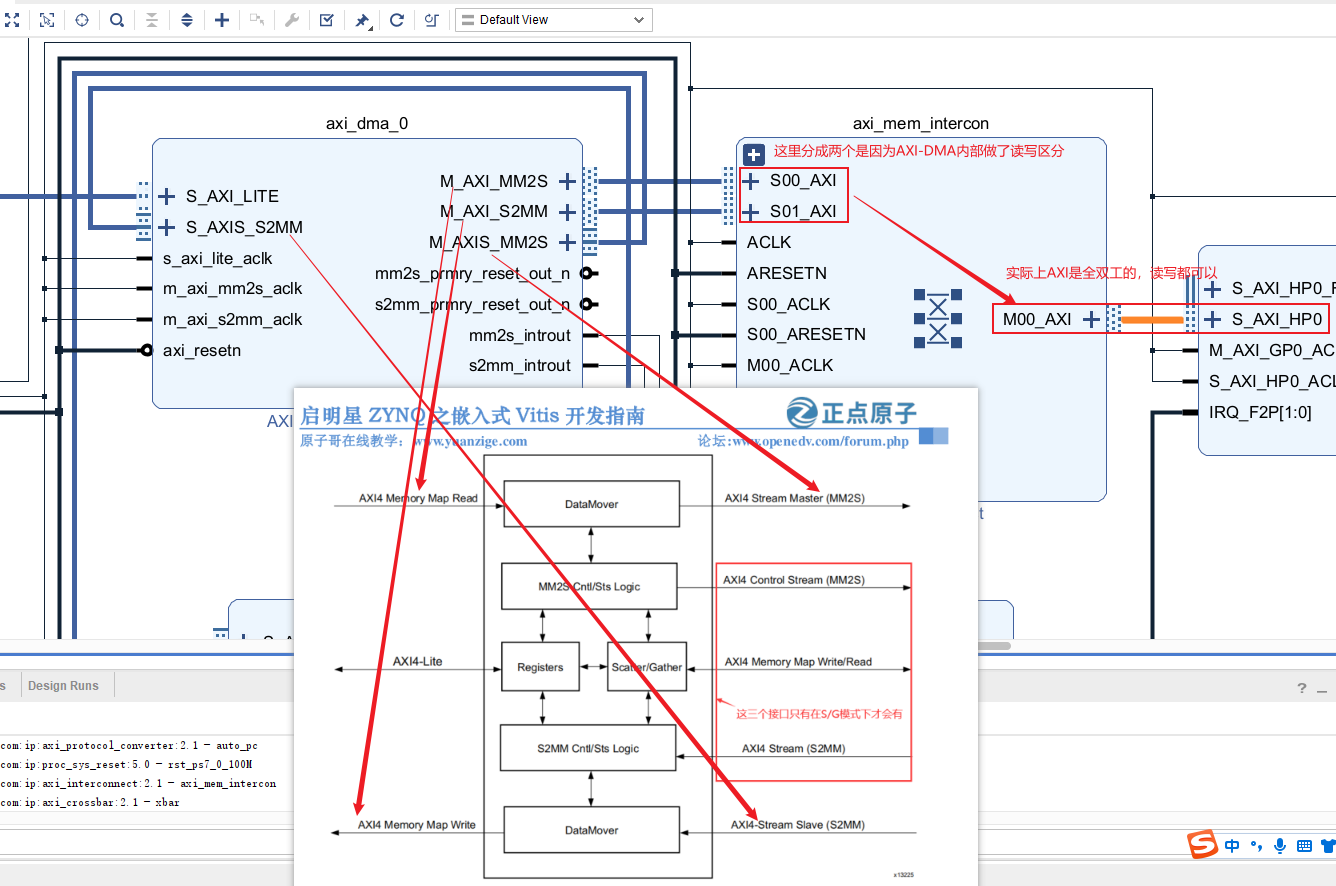 Default View
axi_dma_0
S_AXI_LITE
S_AXIS_S2MM
s_axi_lite_aclk
m_axi_mm2s_aclk
m_axi_s2mm_aclk
axi_resetn
M_AXI_MM2S
M_AXI_S2MM
M_AXIS_MM2S
mm2s_prmry_reset_out_n
s2mm_prmry_reset_out_n
mm2s_introut
s2mm_introut
AXI
axi_mem_intercon
这里分成两个是因为AXI-DMA内部做了读写区分
S00_AXI
S01_AXI
ACLK
ARESETN
S00_ACLK
S00_ARESETN
M00_ACLK
M00_AXI
t
实际上AXI是全双工的，读写都可以
S_AXI_HP0_F
S_AXI_HP0
M_AXI_GP0_AC
S_AXI_HP0_ACL
IRQ_F2P[1:0]
启明星 ZYNQ 之嵌入式 Vitis 开发指南
正点原子
原子哥在线教学：www.yuanzige.com
论坛:www.openedv.com/forum.php
AXI4 Memory Map Read
DataMover
AXI4 Stream Master (MM2S)
MM2S Cntl/Sts Logic
AXI4 Control Stream (MM2S)
AXI4-Lite
Registers
Scatter/Gather
AXI4 Memory Map Write/Read
这三个接口只有在S/G模式下才会有
S2MM Cntl/Sts Logic
AXI4 Stream (S2MM)
AXI4 Memory Map Write
DataMover
AXI4-Stream Slave (S2MM)
x13225
s
Design Runs
com:ip:axi_protocol_converter:2.1 - auto_pc
com:ip:proc_sys_reset:5.0 - rst_ps7_0_100M
com:ip:axi_interconnect:2.1 - axi_mem_intercon
com:ip:axi_crossbar:2.1 - xbar
? _
S 中